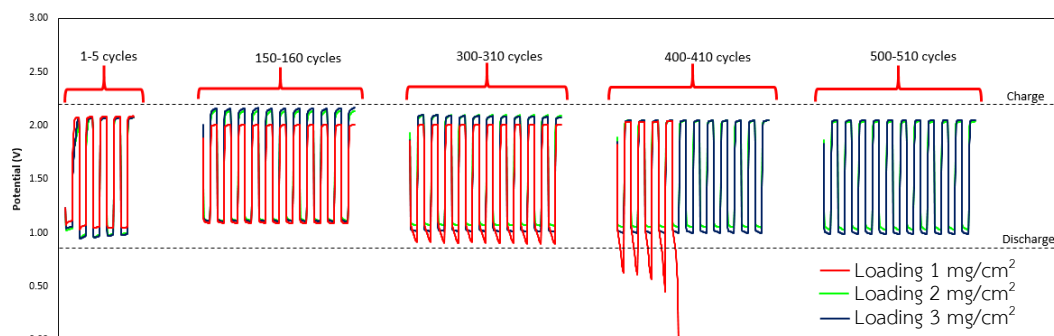 3.00
1-5 cycles
150-160 cycles
300-310 cycles
400-410 cycles
500-510 cycles
2.50
Charge
2.00
Potential (V)
1.50
1.00
Discharge
0.50
Loading 1 mg/cm²
Loading 2 mg/cm²
Loading 3 mg/cm²